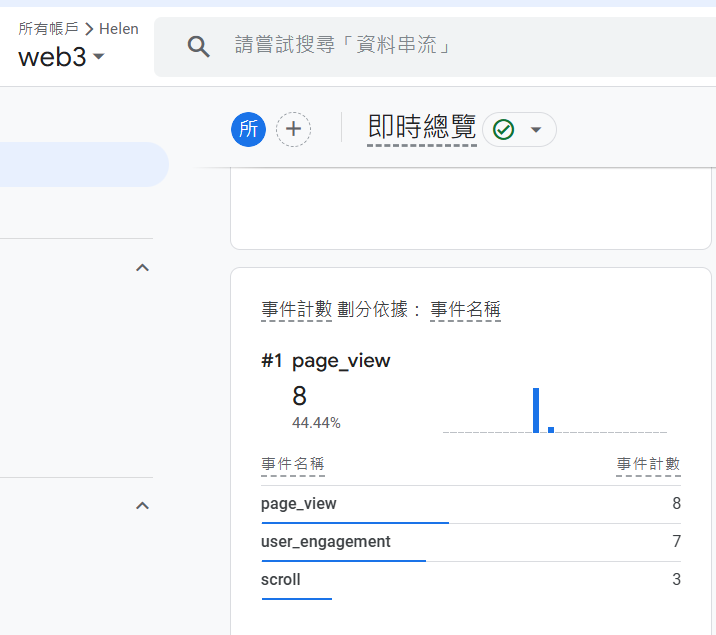 所有帳戶 > Helen
web3
請嘗試搜尋「資料串流」
所 + 即時總覽
事件計數 劃分依據： 事件名稱
#1 page_view
8
44.44%
事件名稱 事件計數
page_view 8
user_engagement 7
scroll 3